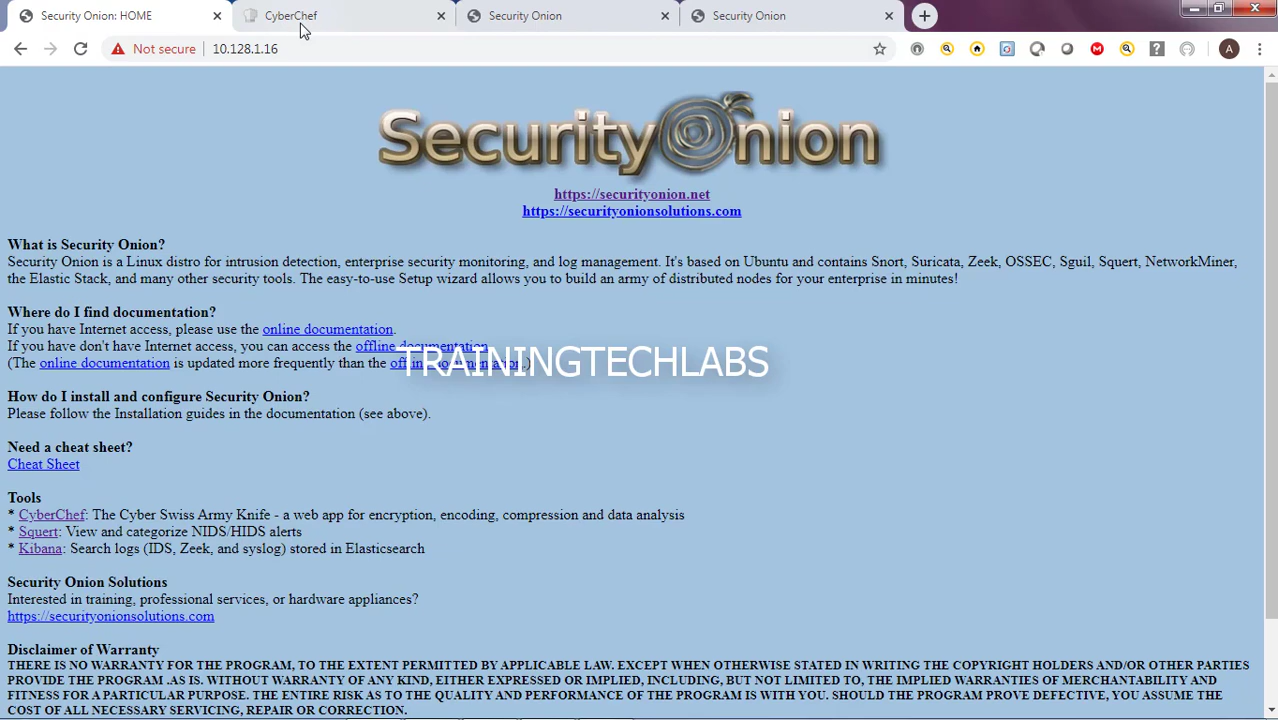 Security Onion: HOME
CyberChef
Security Onion
Security Onion
Not secure
10.128.1.16
A
Security Onion
https://securityonion.net
https://securityonionsolutions.com
What is Security Onion?
Security Onion is a Linux distro for intrusion detection, enterprise security monitoring, and log management. It's based on Ubuntu and contains Snort, Suricata, Zeek, OSSEC, Sguil, Squert, NetworkMiner,
the Elastic Stack, and many other security tools. The easy-to-use Setup wizard allows you to build an army of distributed nodes for your enterprise in minutes!
Where do I find documentation?
If you have Internet access, please use the online documentation.
If you have don't have Internet access, you can access the offline documentation.
(The online documentation is updated more frequently than the offline documentation.)
TRAININGTECHLABS
How do I install and configure Security Onion?
Please follow the Installation guides in the documentation (see above).
Need a cheat sheet?
Cheat Sheet
Tools
* CyberChef: The Cyber Swiss Army Knife - a web app for encryption, encoding, compression and data analysis
* Squert: View and categorize NIDS/HIDS alerts
* Kibana: Search logs (IDS, Zeek, and syslog) stored in Elasticsearch
Security Onion Solutions
Interested in training, professional services, or hardware appliances?
https://securityonionsolutions.com
Disclaimer of Warranty
THERE IS NO WARRANTY FOR THE PROGRAM, TO THE EXTENT PERMITTED BY APPLICABLE LAW. EXCEPT WHEN OTHERWISE STATED IN WRITING THE COPYRIGHT HOLDERS AND/OR OTHER PARTIES
PROVIDE THE PROGRAM .AS IS. WITHOUT WARRANTY OF ANY KIND, EITHER EXPRESSED OR IMPLIED, INCLUDING, BUT NOT LIMITED TO, THE IMPLIED WARRANTIES OF MERCHANTABILITY AND
FITNESS FOR A PARTICULAR PURPOSE. THE ENTIRE RISK AS TO THE QUALITY AND PERFORMANCE OF THE PROGRAM IS WITH YOU. SHOULD THE PROGRAM PROVE DEFECTIVE, YOU ASSUME THE
COST OF ALL NECESSARY SERVICING, REPAIR OR CORRECTION.